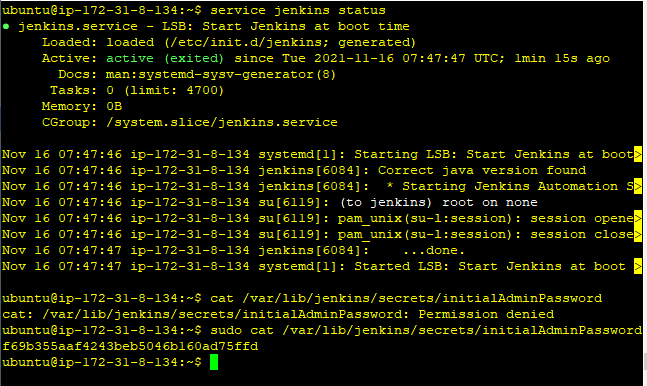 ubuntu@ip-172-31-8-134:~$ service jenkins status
● jenkins.service - LSB: Start Jenkins at boot time
Loaded: loaded (/etc/init.d/jenkins; generated)
Active: active (exited) since Tue 2021-11-16 07:47:47 UTC; 1min 15s ago
Docs: man:systemd-sysv-generator(8)
Tasks: 0 (limit: 4700)
Memory: 0B
CGroup: /system.slice/jenkins.service
Nov 16 07:47:46 ip-172-31-8-134 systemd[1]: Starting LSB: Start Jenkins at boot>
Nov 16 07:47:46 ip-172-31-8-134 jenkins[6084]: Correct java version found
Nov 16 07:47:46 ip-172-31-8-134 jenkins[6084]:  * Starting Jenkins Automation S>
Nov 16 07:47:46 ip-172-31-8-134 su[6119]: (to jenkins) root on none
Nov 16 07:47:46 ip-172-31-8-134 su[6119]: pam_unix(su-l:session): session opene>
Nov 16 07:47:46 ip-172-31-8-134 su[6119]: pam_unix(su-l:session): session close>
Nov 16 07:47:47 ip-172-31-8-134 jenkins[6084]:    ...done.
Nov 16 07:47:46 ip-172-31-8-134 systemd[1]: Started LSB: Start Jenkins at boot >
ubuntu@ip-172-31-8-134:~$ cat /var/lib/jenkins/secrets/initialAdminPassword
cat: /var/lib/jenkins/secrets/initialAdminPassword: Permission denied
ubuntu@ip-172-31-8-134:~$ sudo cat /var/lib/jenkins/secrets/initialAdminPassword
f69b355aaf4243beb5046b160ad75ffd
ubuntu@ip-172-31-8-134:~$